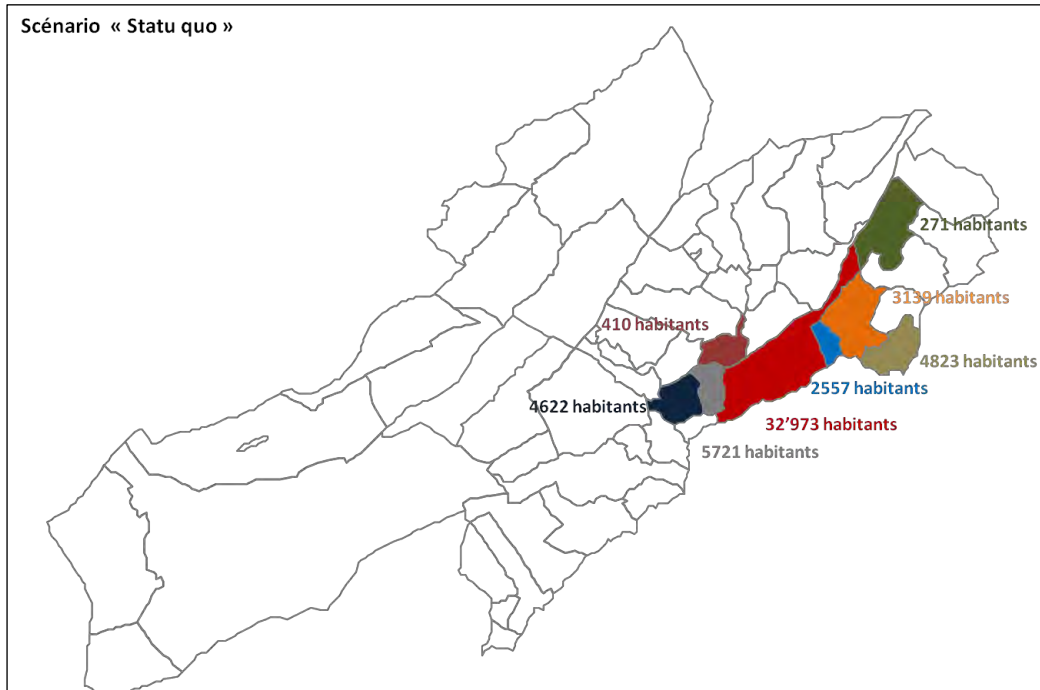 Scénario « Statu quo »
271 habitants
3139 habitants
410 habitants
4823 habitants
2557 habitants
4622 habitants
32'973 habitants
5721 habitants